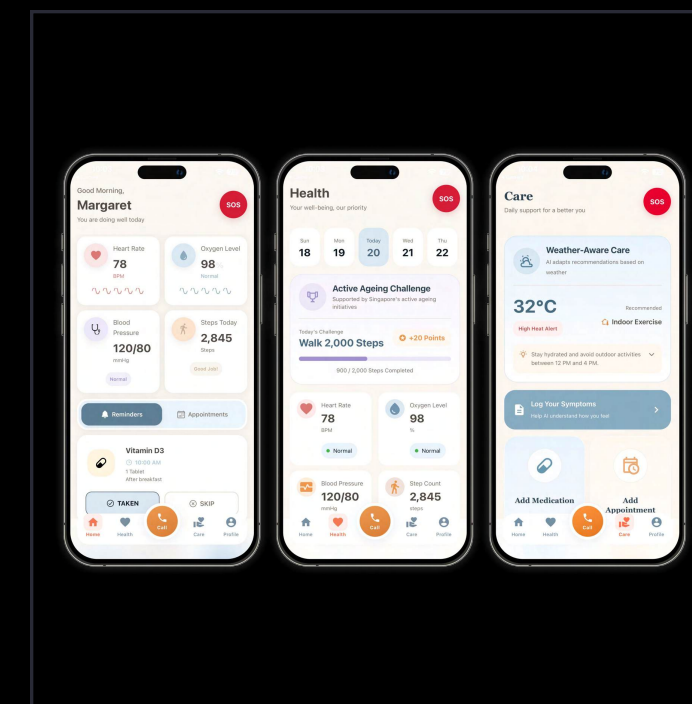 Good Morning,
Margaret
You are doing well today
SOS
Heart Rate
78
BPM
Oxygen Level
98
Normal
Blood
Pressure
120/80
mmHg
Normal
Steps Today
2,845
Steps
Good Job!
Reminders
Appointments
Vitamin D3
10:00 AM
1 Tablet
After breakfast
TAKEN
SKIP
Home
Health
Call
Care
Profile
Health
Your well-being, our priority
SOS
Sun
18
Mon
19
Today
20
Wed
21
Thu
22
Active Ageing Challenge
Supported by Singapore's active ageing
initiatives
Today's Challenge
Walk 2,000 Steps
+20 Points
900 / 2,000 Steps Completed
Heart Rate
78
BPM
Normal
Oxygen Level
98
%
Normal
Blood Pressure
120/80
mmHg
Step Count
2,845
steps
Home
Health
Call
Care
Profile
Care
Daily support for a better you
SOS
Weather-Aware Care
AI adapts recommendations based on
weather
32°C
High Heat Alert
Recommended
Indoor Exercise
Stay hydrated and avoid outdoor activities
between 12 PM and 4 PM.
Log Your Symptoms
Help AI understand how you feel
Add Medication
Add
Appointment
Home
Health
Call
Care
Profile